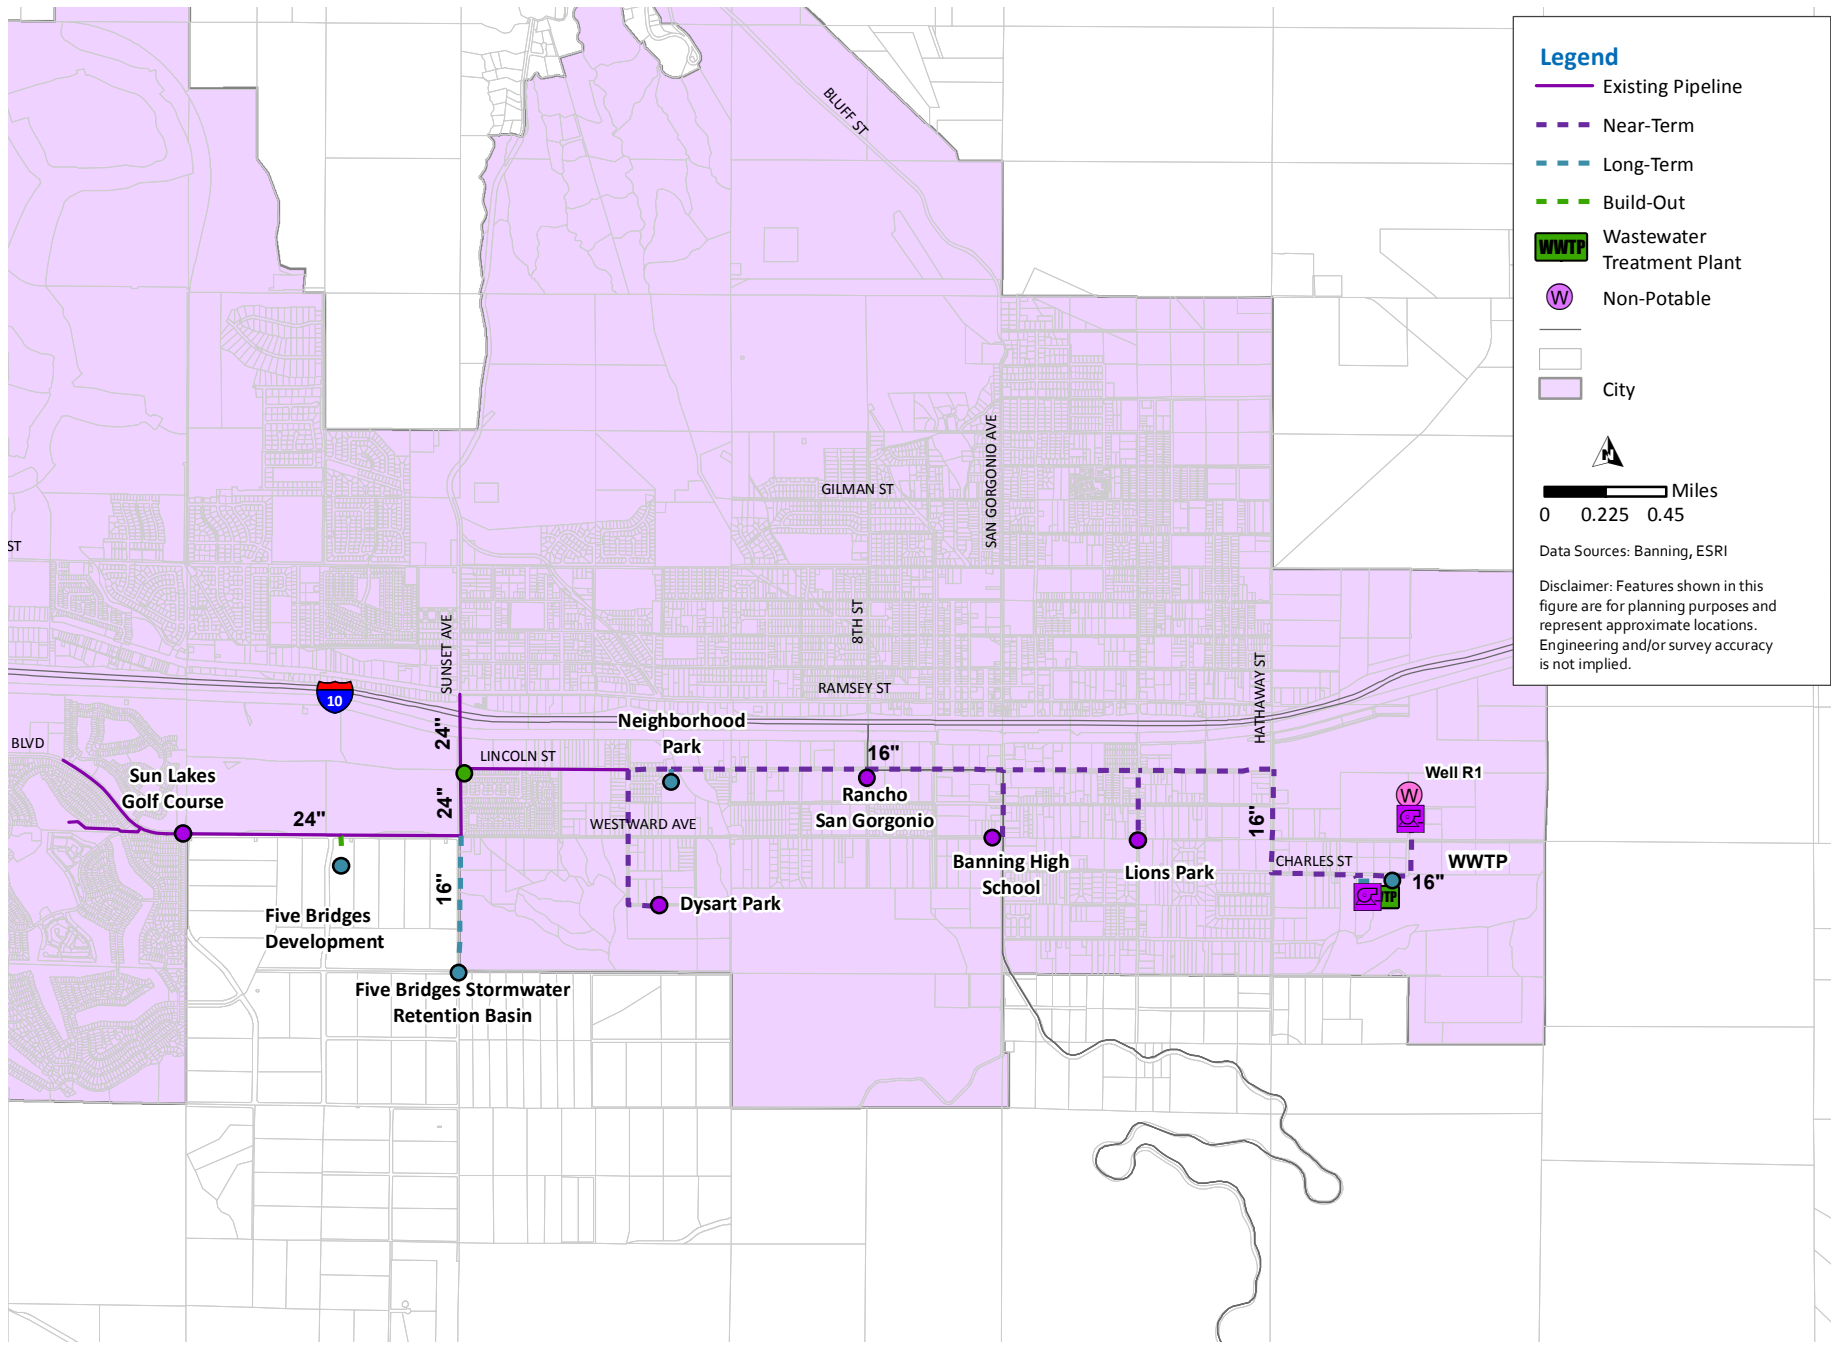 BLUFF ST
GILMAN ST
SAN GORGONIO AVE
ST
SUNSET AVE
8TH ST
HATHAWAY ST
RAMSEY ST
10
BLVD
LINCOLN ST
Neighborhood
Park
24"
16"
Sun Lakes
Golf Course
24"
24"
Rancho
San Gorgonio
WESTWARD AVE
16"
Well R1
W
Banning High
School
Lions Park
CHARLES ST
WWTP
16"
TP
16"
Dysart Park
Five Bridges
Development
Five Bridges Stormwater
Retention Basin
Legend
Existing Pipeline
Near-Term
Long-Term
Build-Out
WWTP
Wastewater
Treatment Plant
W
Non-Potable
City
N
Miles
0 0.225 0.45
Data Sources: Banning, ESRI
Disclaimer: Features shown in this
figure are for planning purposes and
represent approximate locations.
Engineering and/or survey accuracy
is not implied.